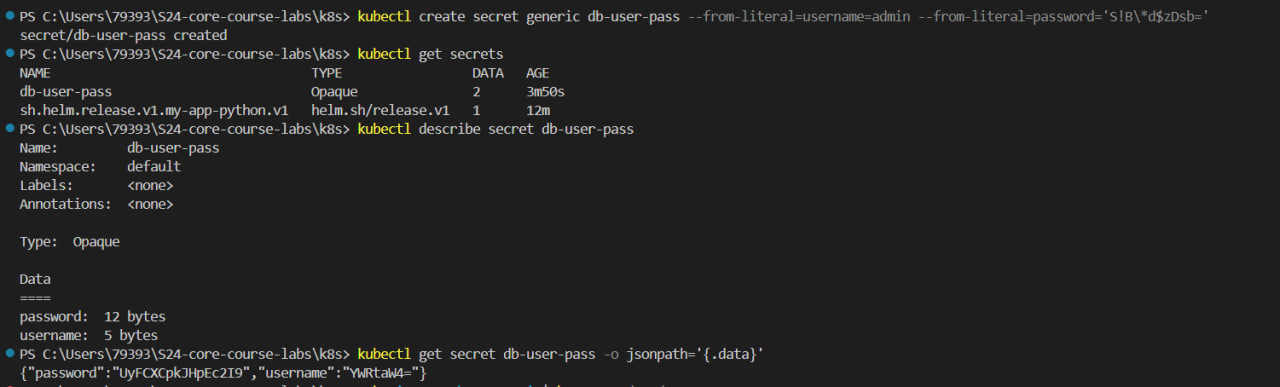 PS C:\Users\79393\S24-core-course-labs\k8s> kubectl create secret generic db-user-pass --from-literal=username=admin --from-literal=password='S!B\*d$zDsb='
secret/db-user-pass created
PS C:\Users\79393\S24-core-course-labs\k8s> kubectl get secrets
NAME TYPE DATA AGE
db-user-pass Opaque 2 3m50s
sh.helm.release.v1.my-app-python.v1 helm.sh/release.v1 1 12m
PS C:\Users\79393\S24-core-course-labs\k8s> kubectl describe secret db-user-pass
Name: db-user-pass
Namespace: default
Labels: <none>
Annotations: <none>
Type: Opaque
Data
====
password: 12 bytes
username: 5 bytes
PS C:\Users\79393\S24-core-course-labs\k8s> kubectl get secret db-user-pass -o jsonpath='{.data}'
{"password":"UyFCXCpkJHpEc2I9","username":"YWRtaW4="}